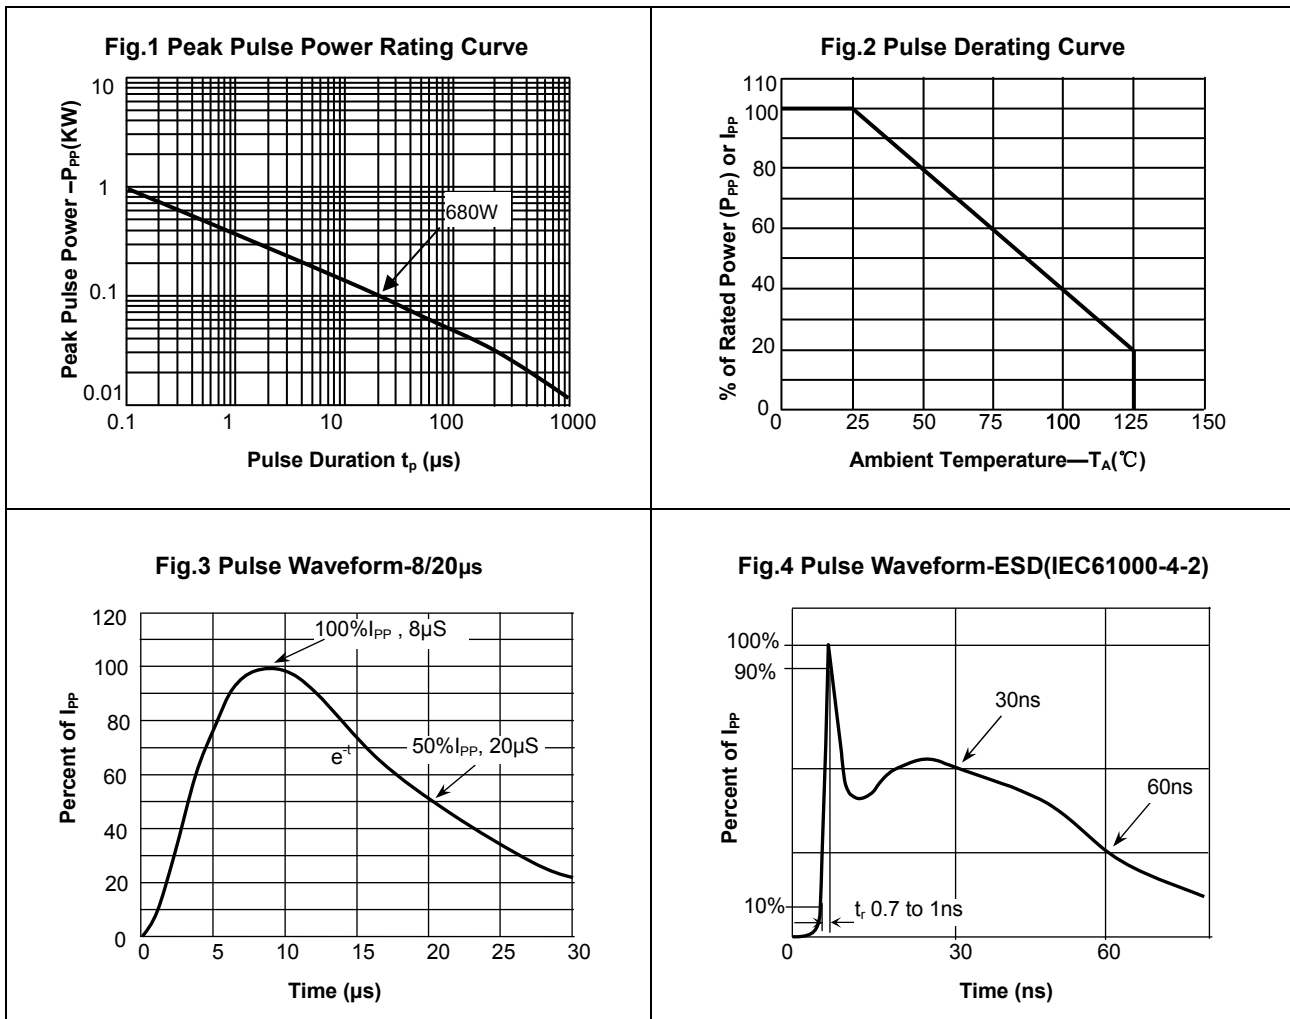 Fig.1 Peak Pulse Power Rating Curve
Peak Pulse Power –PPP(KW)
10
1
0.1
0.01
680W
0.1 1 10 100 1000
Pulse Duration tp (µs)
Fig.2 Pulse Derating Curve
% of Rated Power (PPP) or IPP
110
100
80
60
40
20
0
0 25 50 75 100 125 150
Ambient Temperature—TA(℃)
Fig.3 Pulse Waveform-8/20µs
Percent of IPP
120
100
80
60
40
20
0
100%IPP , 8µS
e-t
50%IPP, 20µS
0 5 10 15 20 25 30
Time (µs)
Fig.4 Pulse Waveform-ESD(IEC61000-4-2)
Percent of IPP
100%
90%
10%
30ns
60ns
tr 0.7 to 1ns
0 30 60
Time (ns)